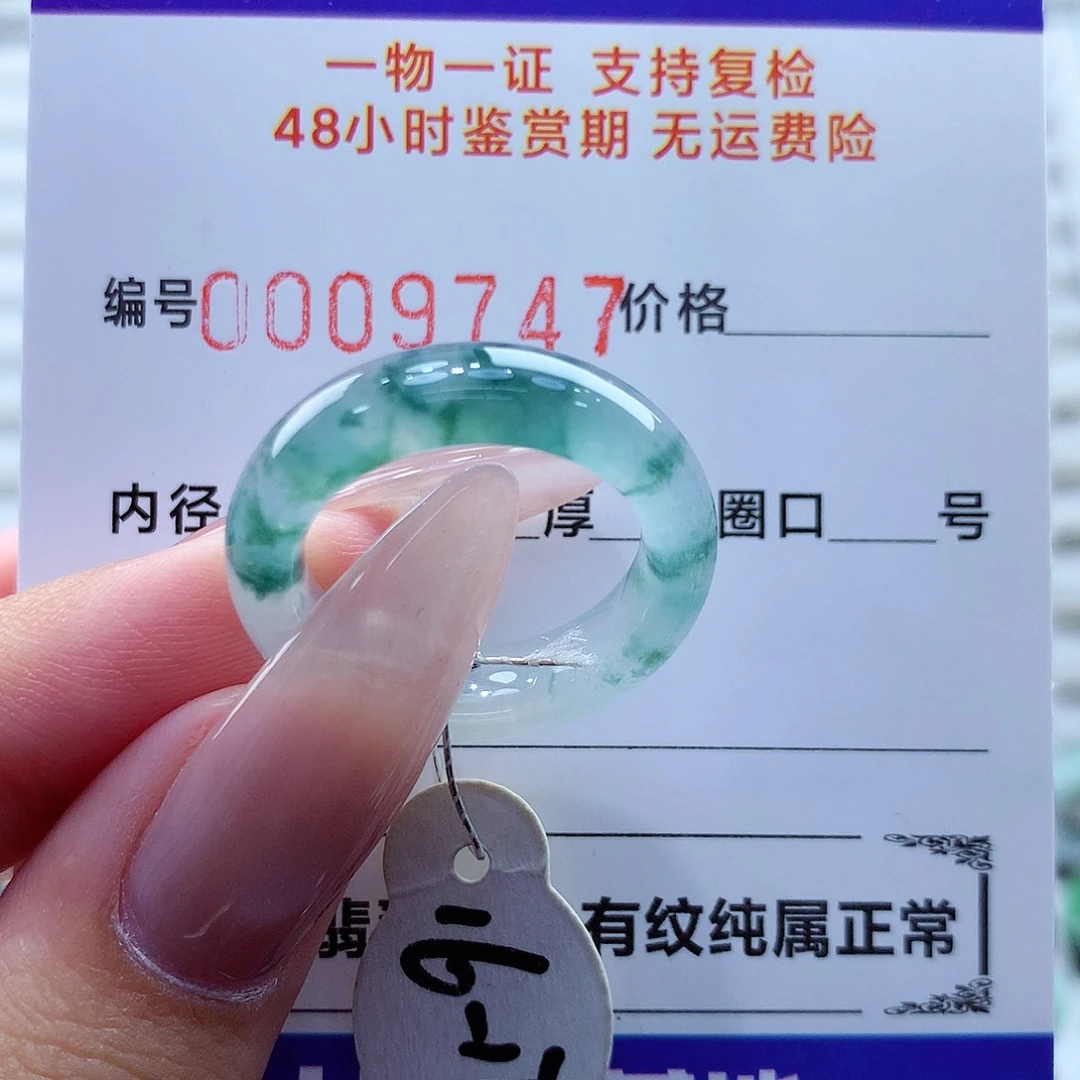 一物一证 支持复检
48小时鉴赏期 无运费险
编号0009747价格
内径 厚 圈口 号
翡 有纹纯属正常